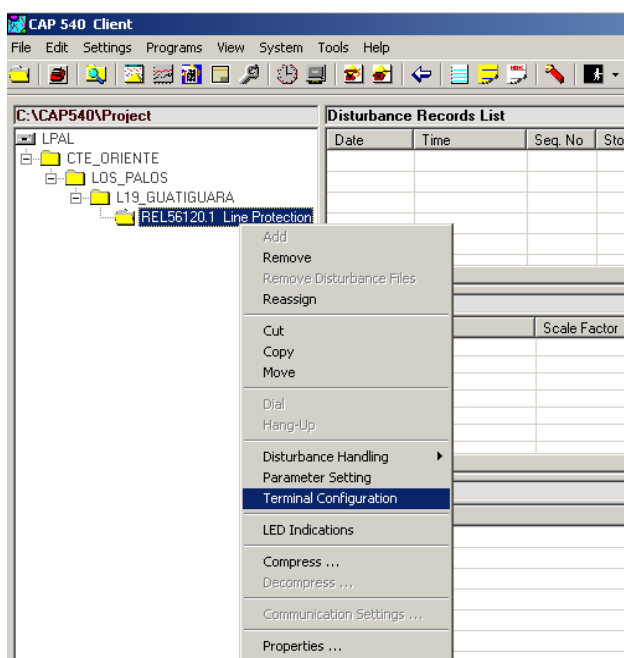 CAP 540 Client
File Edit Settings Programs View System Tools Help
C:\CAP540\Project
LPAL
CTE_ORIENTE
LOS_PALOS
L19_GUATIGUARA
REL56120.1 Line Protection
Disturbance Records List
Date Time Seq. No Sto
Scale Factor
Add
Remove
Remove Disturbance Files
Reassign
Cut
Copy
Move
Dial
Hang-Up
Disturbance Handling
Parameter Setting
Terminal Configuration
LED Indications
Compress ...
Decompress ...
Communication Settings ...
Properties ...